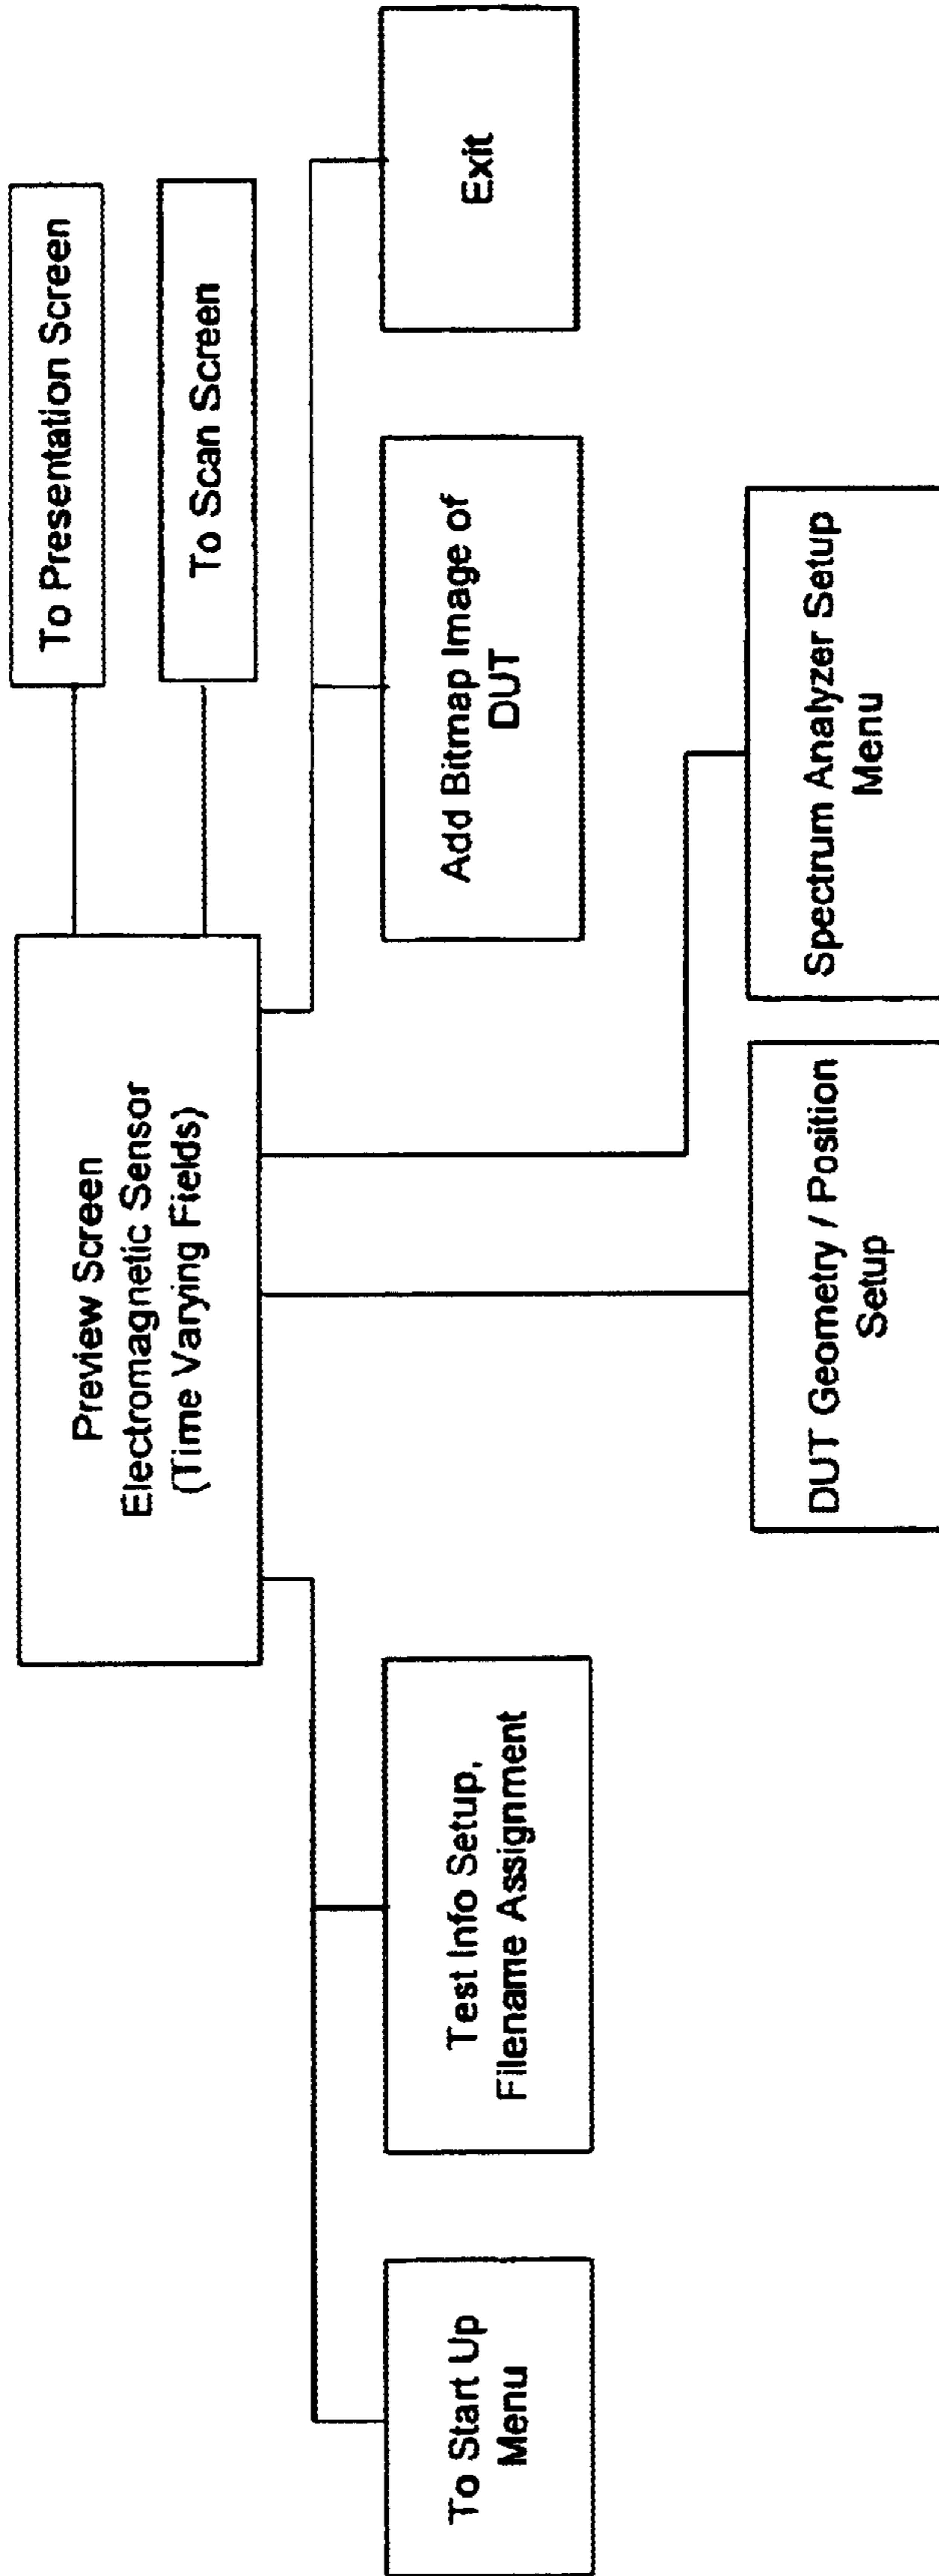 Preview Screen
Electromagnetic Sensor
(Time Varying Fields)
To Presentation Screen
To Scan Screen
To Start Up
Menu
Test Info Setup,
Filename Assignment
Add Bitmap Image of
DUT
Exit
DUT Geometry / Position
Setup
Spectrum Analyzer Setup
Menu